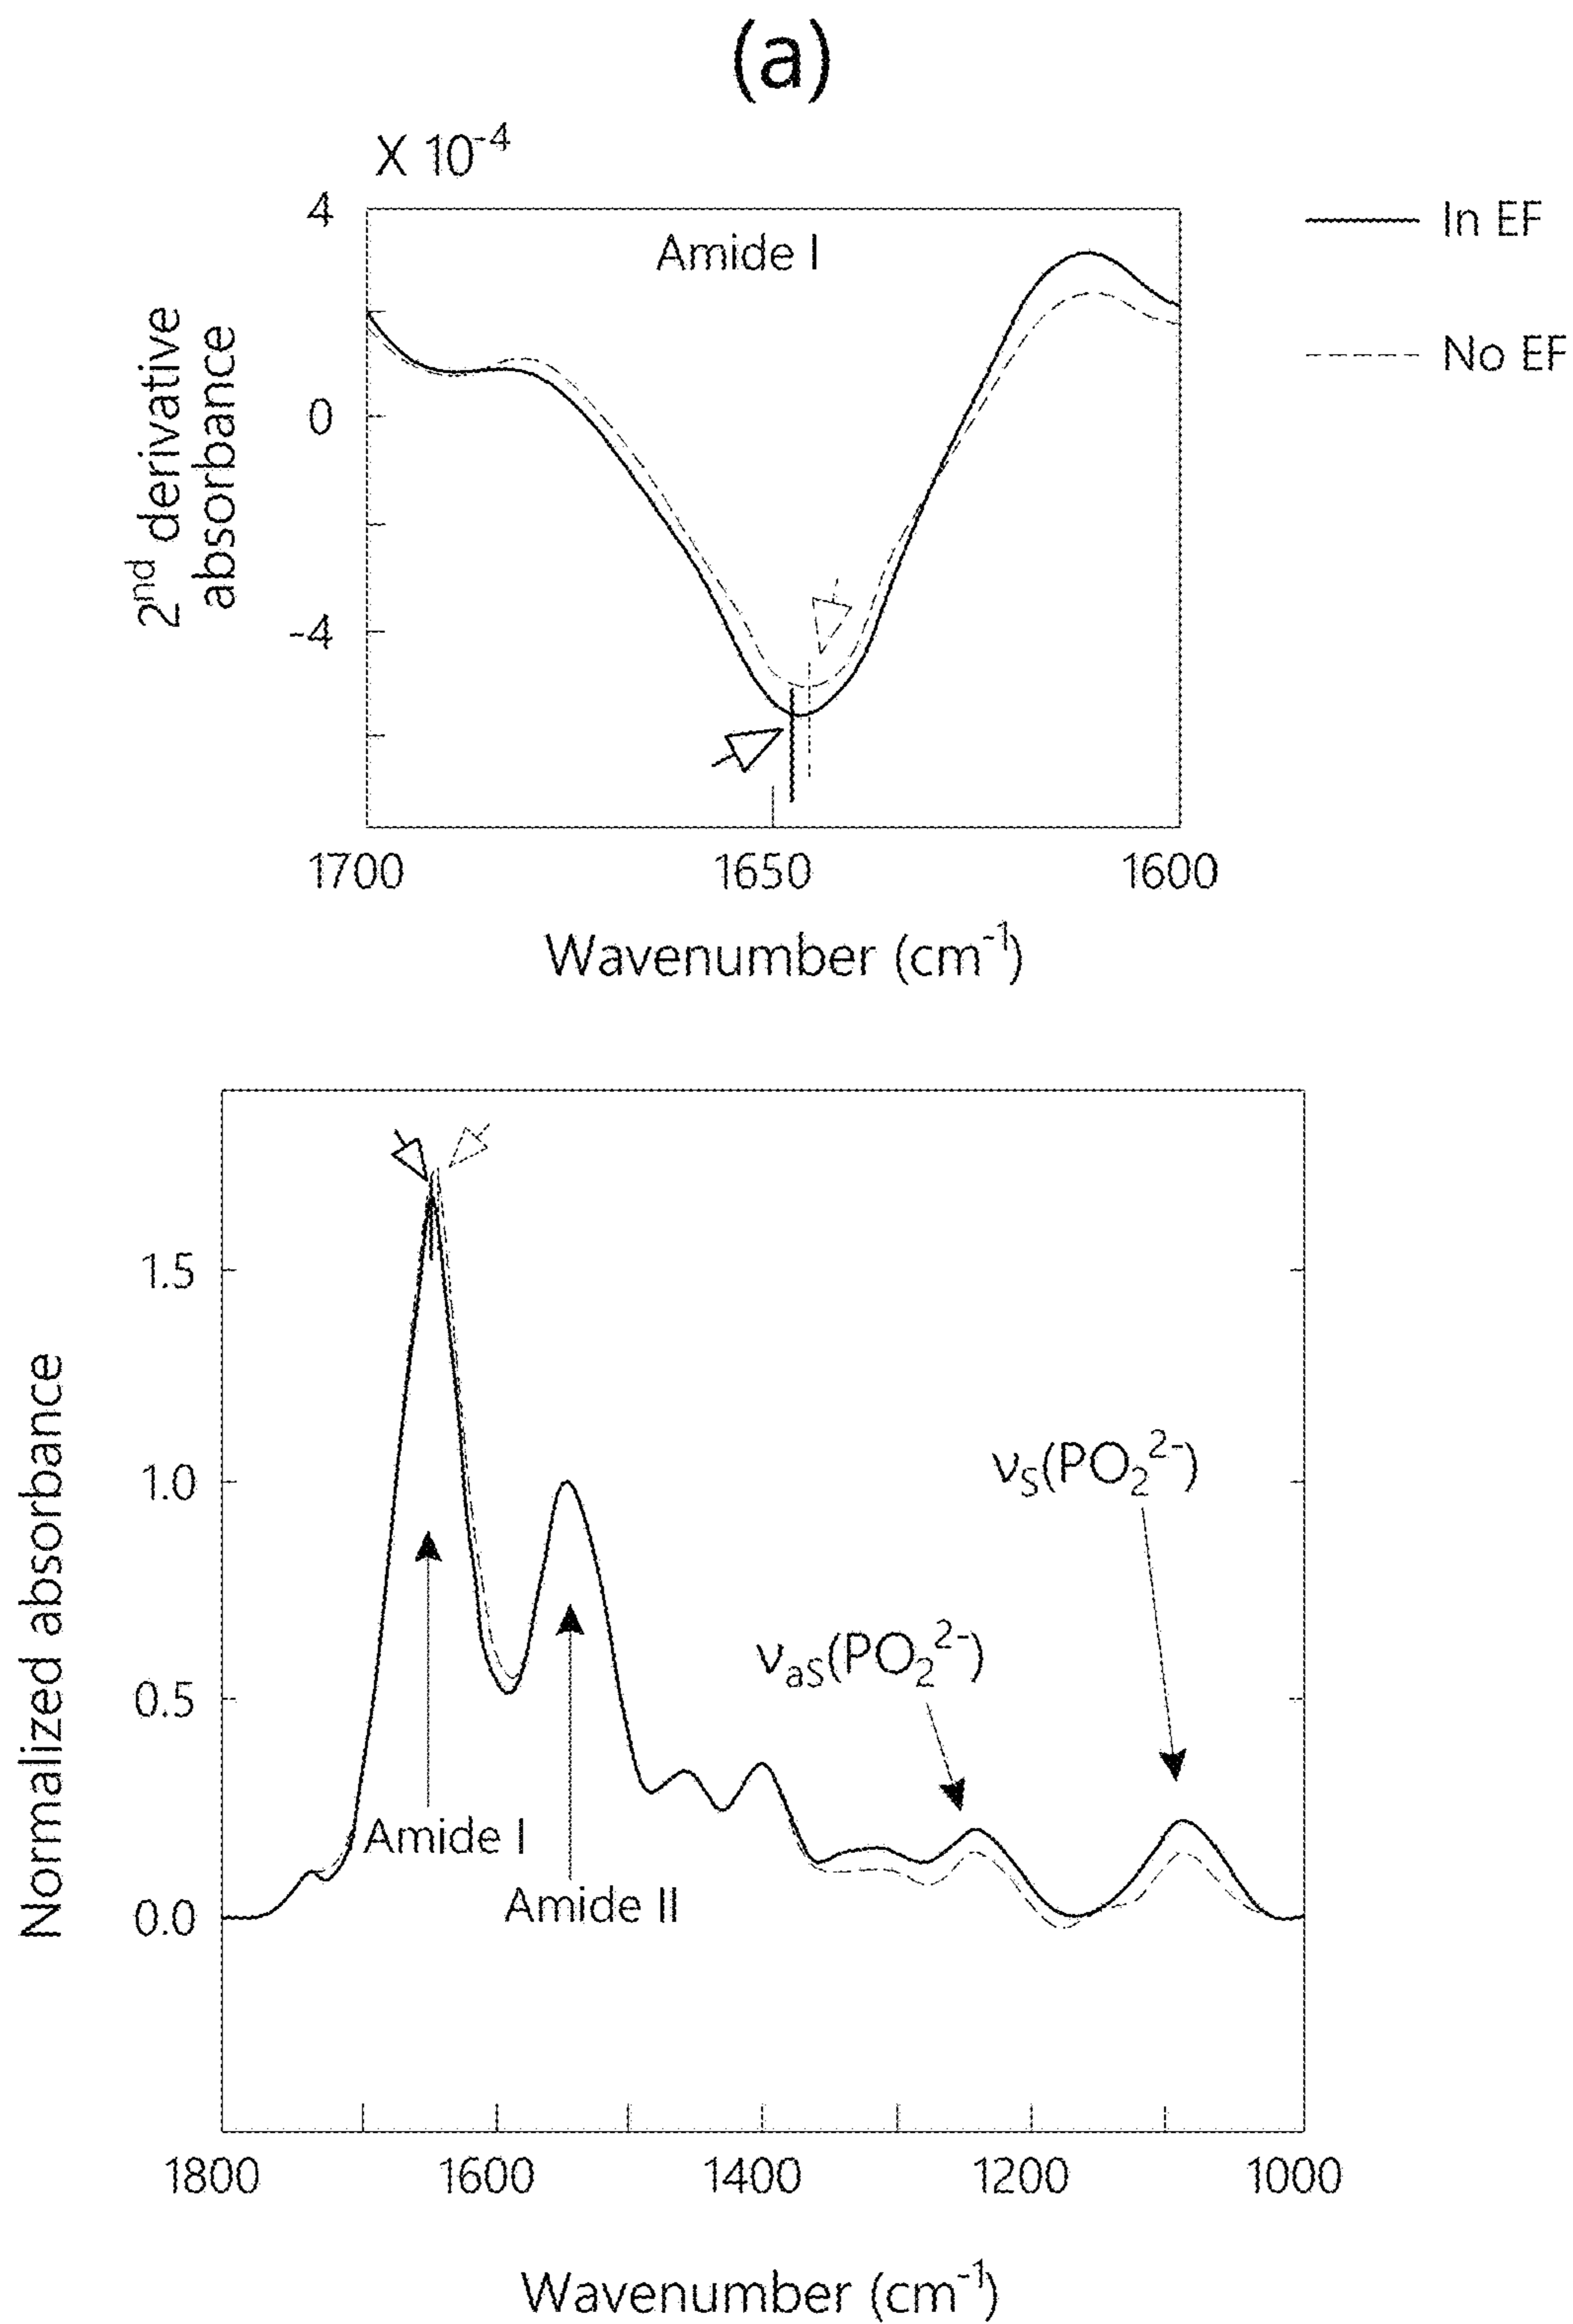 (a)
X 10⁻⁴
4
0
-4
2ⁿᵈ derivative
absorbance
Amide I
In EF
No EF
1700 1650 1600
Wavenumber (cm⁻¹)
1.5
1.0
0.5
0.0
Normalized absorbance
νS(PO₂²⁻)
νaS(PO₂²⁻)
Amide I
Amide II
1800 1600 1400 1200 1000
Wavenumber (cm⁻¹)